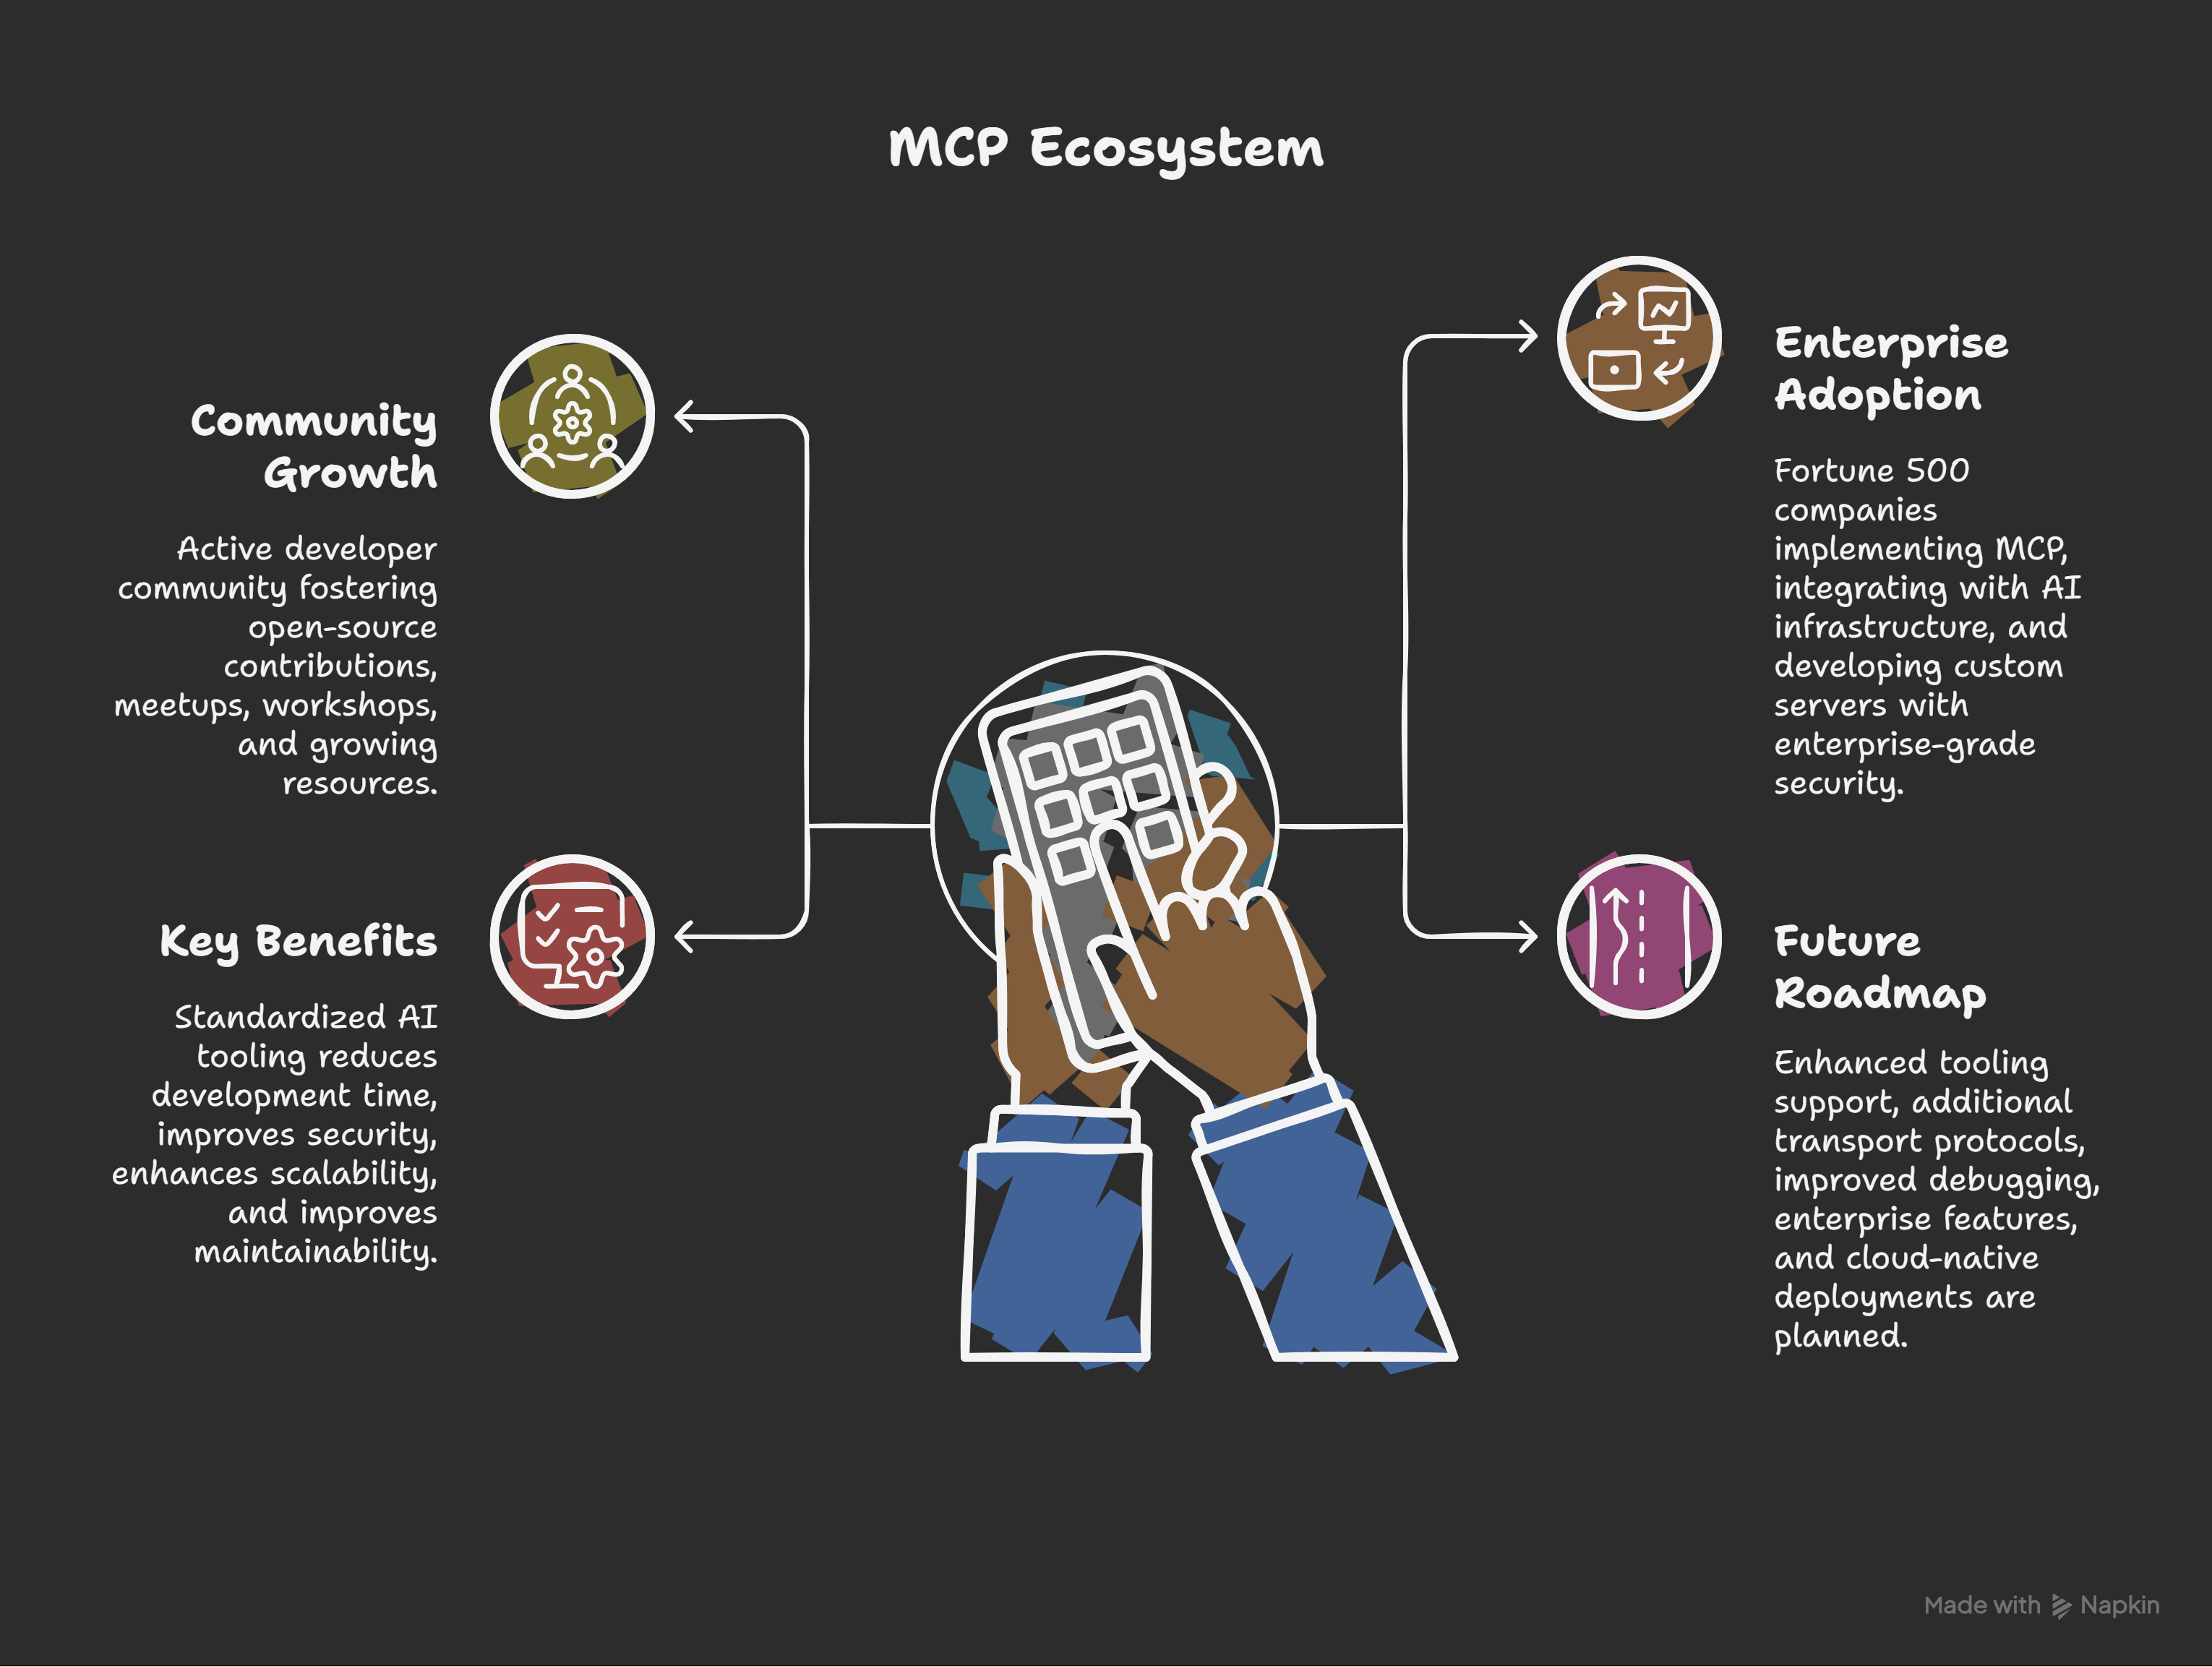 MCP Ecosystem
Community
Growth
Active developer
community fostering
open-source
contributions,
meetups, workshops,
and growing
resources.
Key Benefits
Standardized AI
tooling reduces
development time,
improves security,
enhances scalability,
and improves
maintainability.
Enterprise
Adoption
Fortune 500
companies
implementing MCP,
integrating with AI
infrastructure, and
developing custom
servers with
enterprise-grade
security.
Future
Roadmap
Enhanced tooling
support, additional
transport protocols,
improved debugging,
enterprise features,
and cloud-native
deployments are
planned.
Made with Napkin